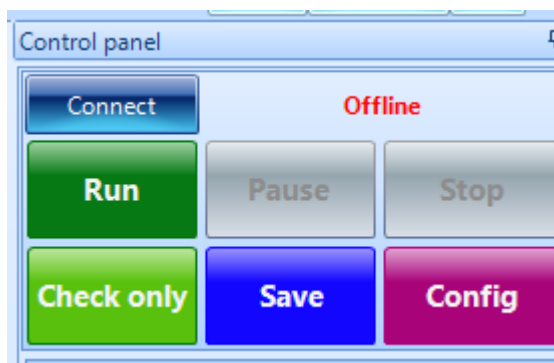 Control panel
Connect Offline
Run Pause Stop
Check only Save Config